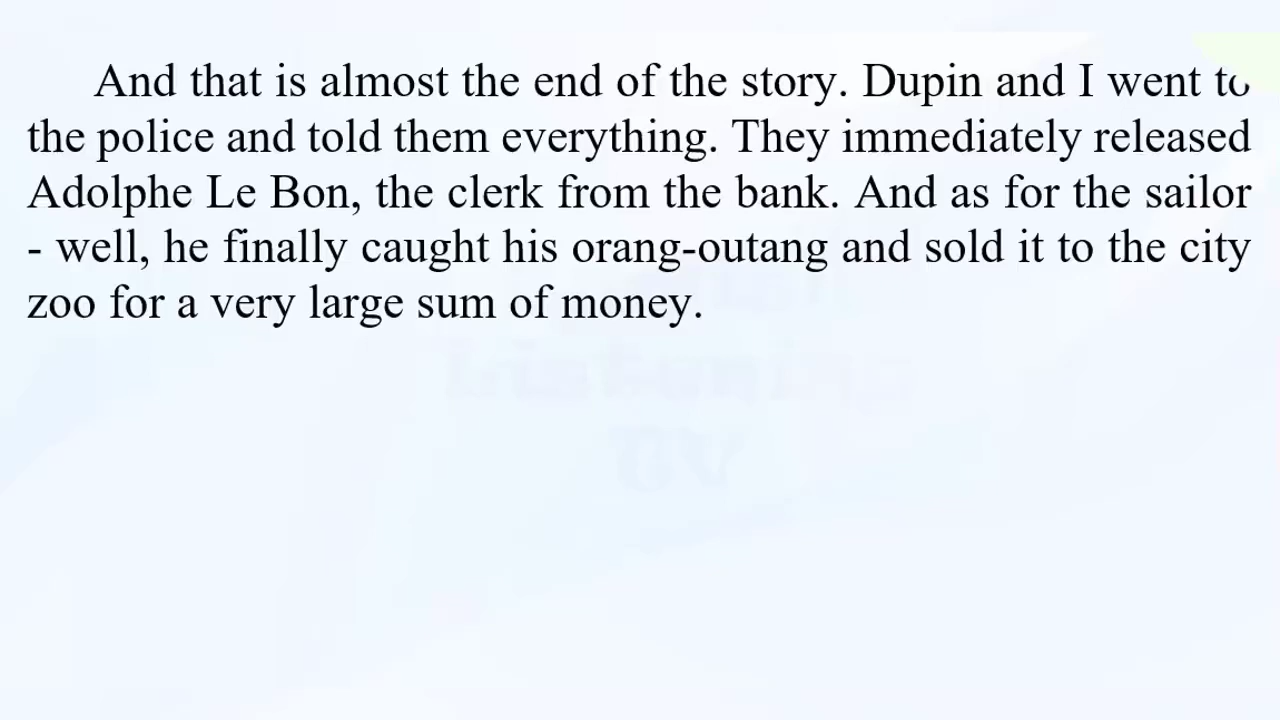 And that is almost the end of the story. Dupin and I went to
the police and told them everything. They immediately released
Adolphe Le Bon, the clerk from the bank. And as for the sailor
- well, he finally caught his orang-outang and sold it to the city
zoo for a very large sum of money.
Listening
TV